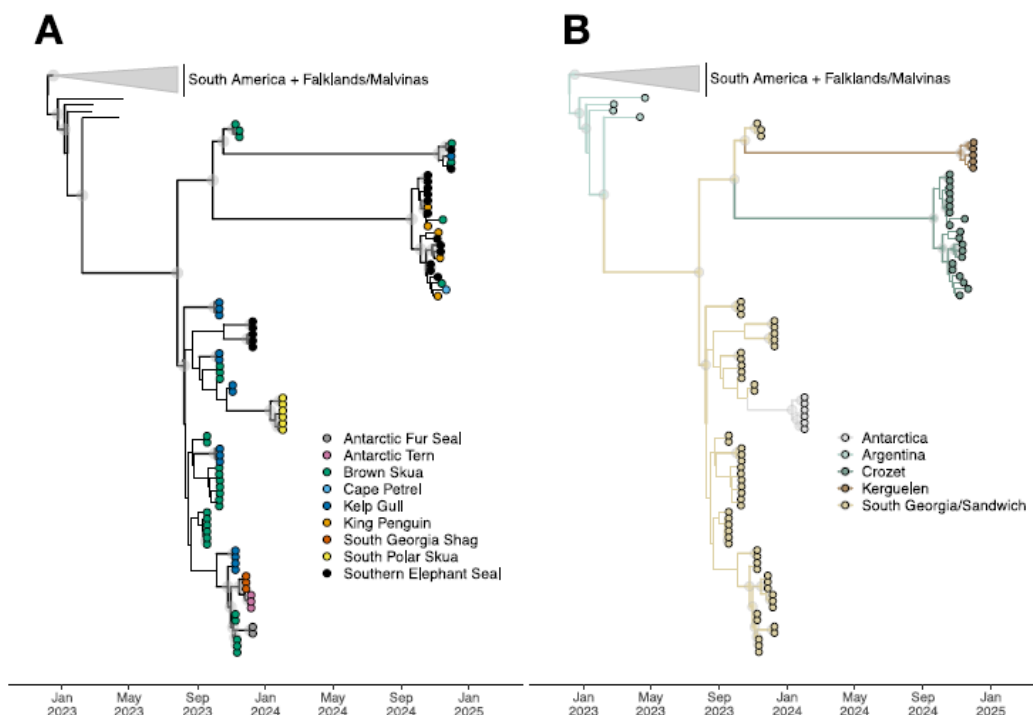 A
South America + Falklands/Malvinas
Antarctic Fur Seal
Antarctic Tern
Brown Skua
Cape Petrel
Kelp Gull
King Penguin
South Georgia Shag
South Polar Skua
Southern Elephant Seal
Jan 2023
May 2023
Sep 2023
Jan 2024
May 2024
Sep 2024
Jan 2025
B
South America + Falklands/Malvinas
Antarctica
Argentina
Crozet
Kerguelen
South Georgia/Sandwich
Jan 2023
May 2023
Sep 2023
Jan 2024
May 2024
Sep 2024
Jan 2025